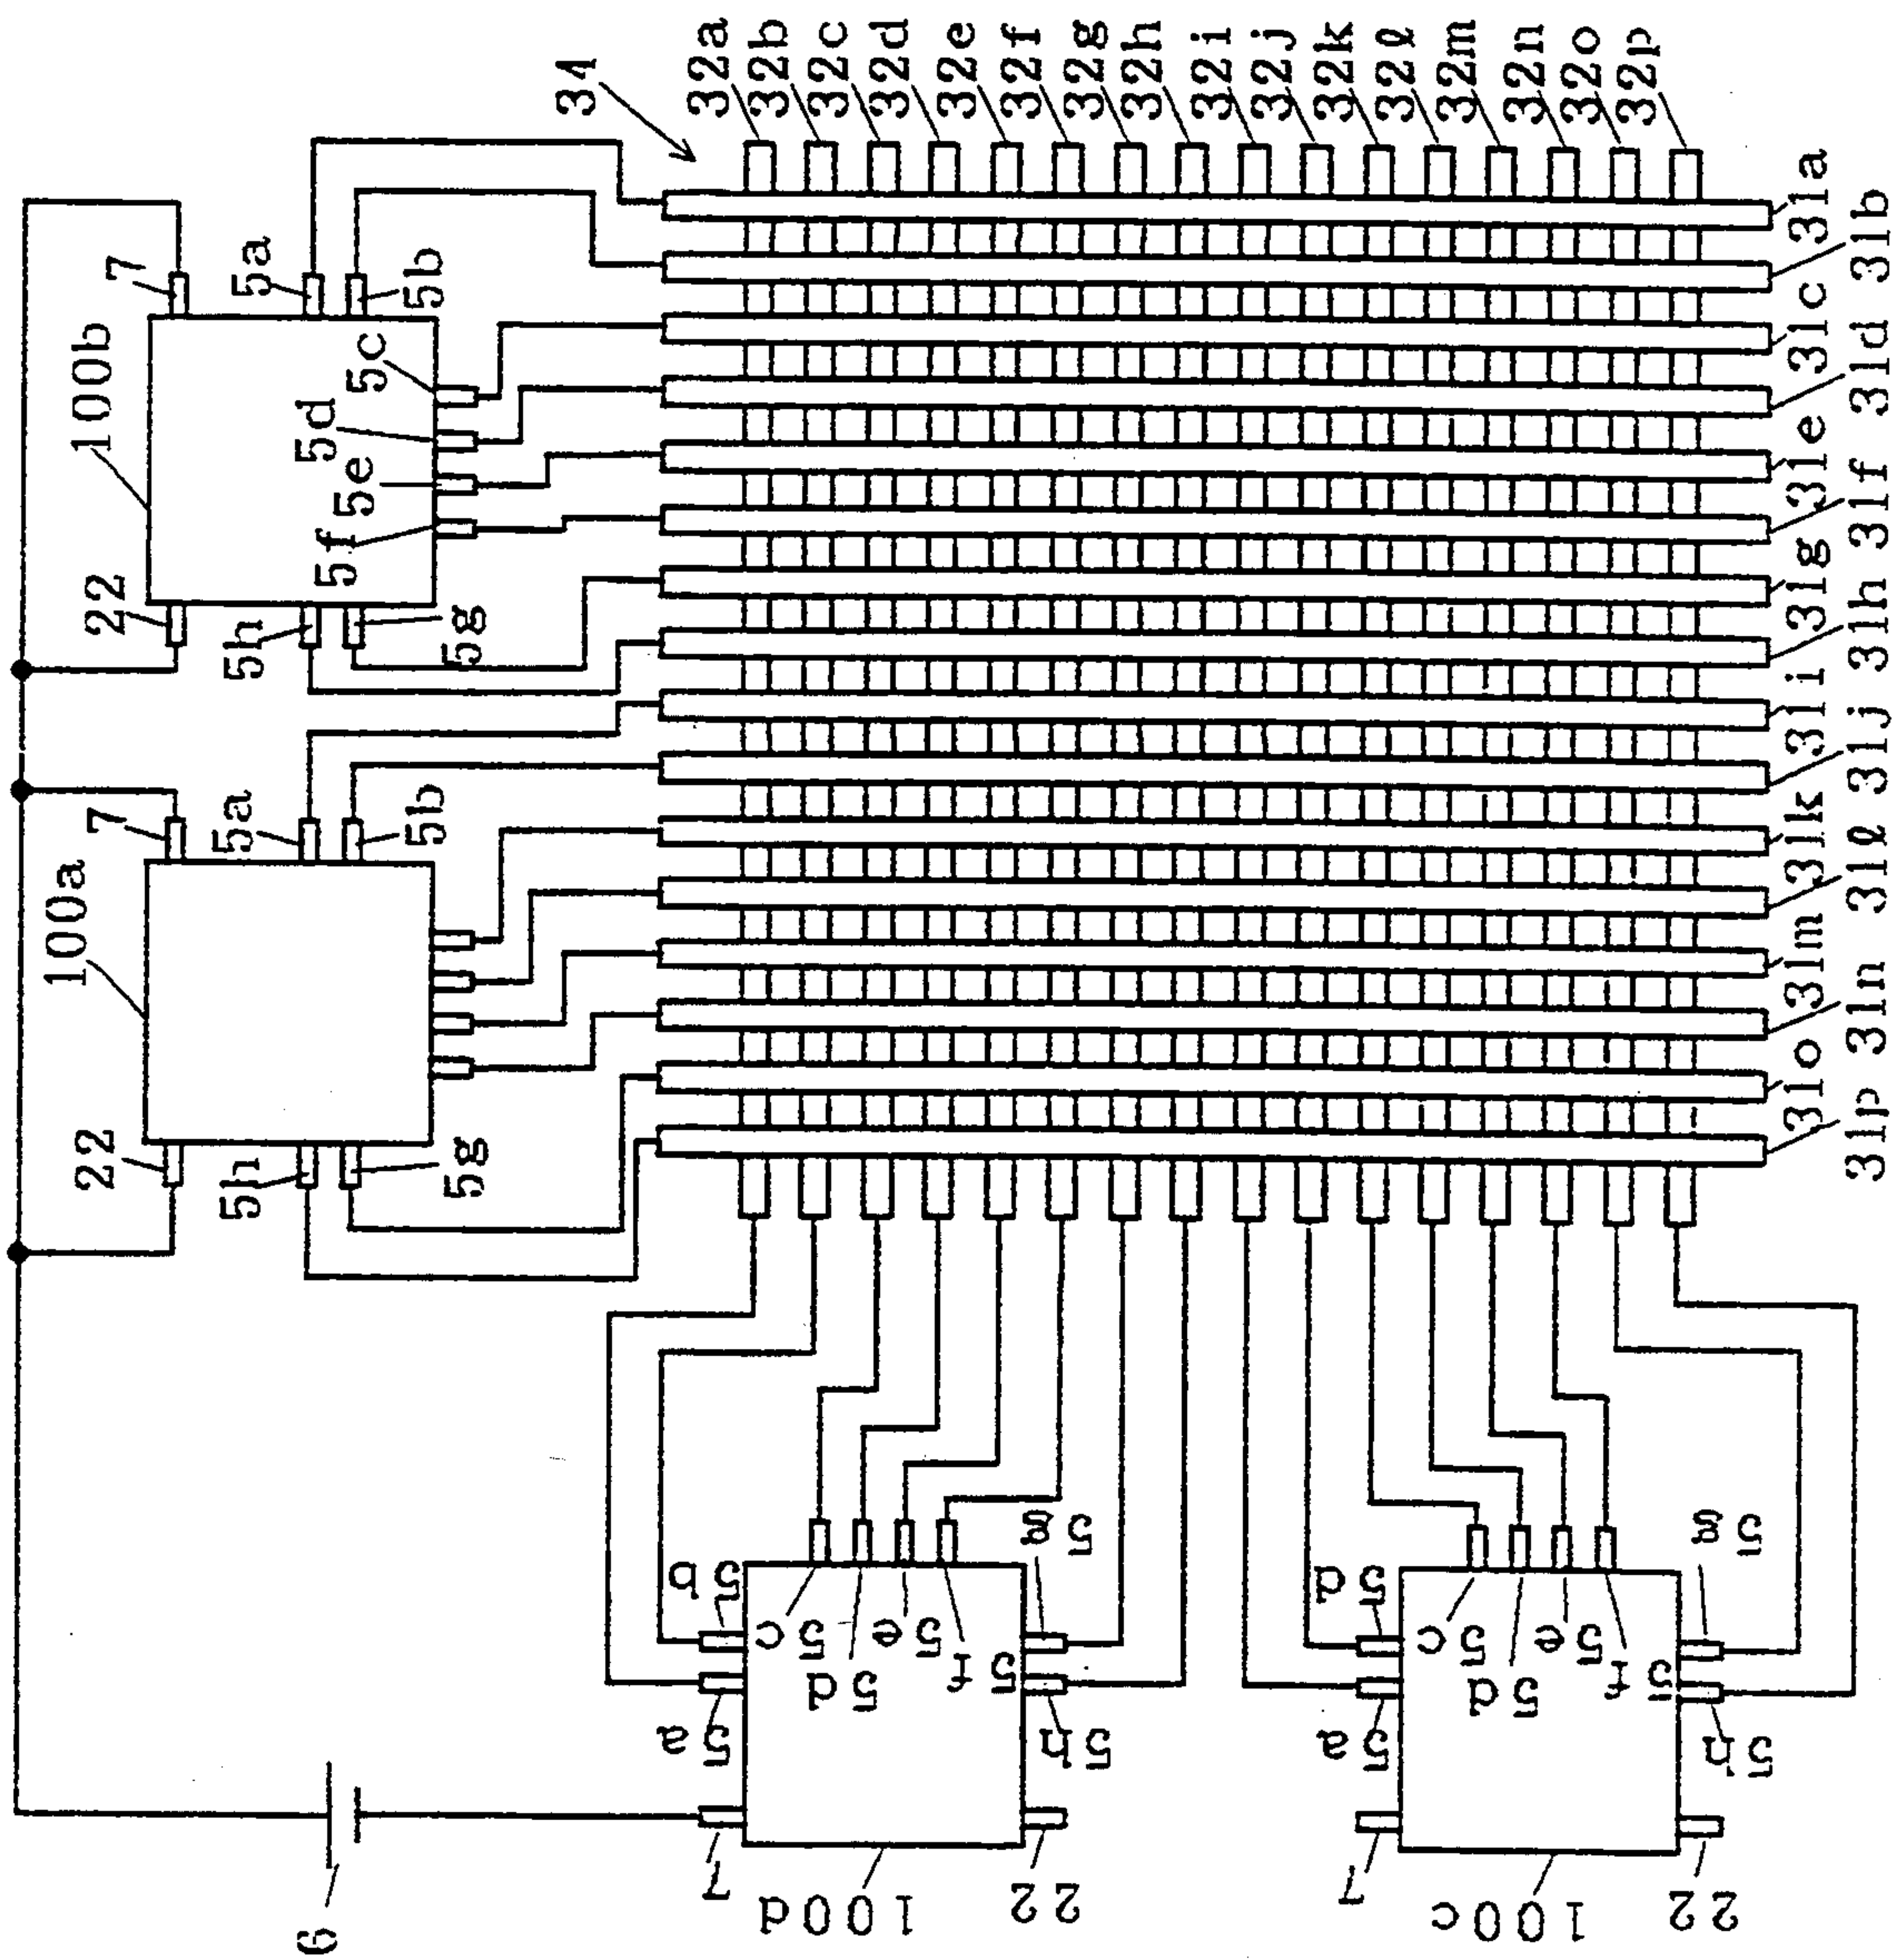 100b
7
5a
5b
5c
5d
5e
5f
5g
5h
22
100a
7
5a
5b
5g
5h
22
34
32a
32b
32c
32d
32e
32f
32g
32h
32i
32j
32k
32ℓ
32m
32n
32o
32p
31a
31b
31c
31d
31e
31f
31g
31h
31i
31j
31k
31ℓ
31m
31n
31o
31p
6
100d
7
5a
5b
5c
5d
5e
5f
5g
5h
22
100c
7
5a
5b
5c
5d
5e
5f
5g
5h
22